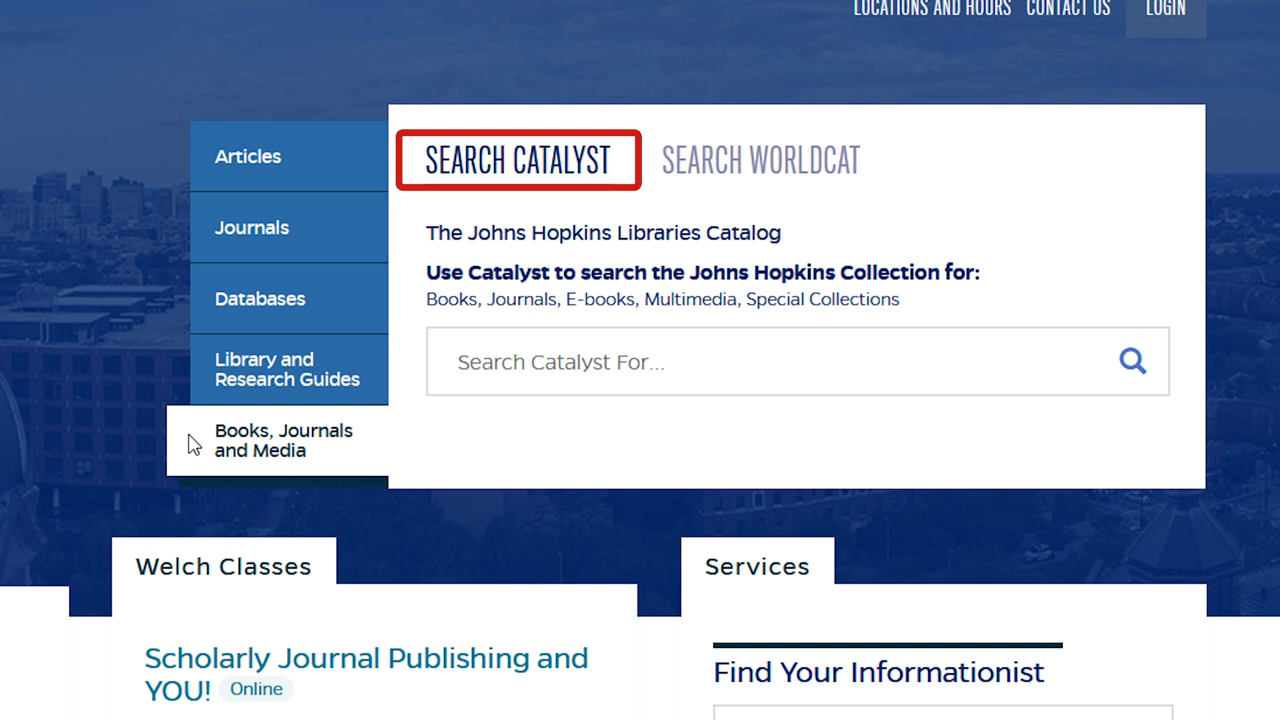 LOCATIONS AND HOURS CONTACT US LOGIN
Articles
Journals
Databases
Library and
Research Guides
Books, Journals
and Media
SEARCH CATALYST SEARCH WORLDCAT
The Johns Hopkins Libraries Catalog
Use Catalyst to search the Johns Hopkins Collection for:
Books, Journals, E-books, Multimedia, Special Collections
Search Catalyst For...
Welch Classes
Scholarly Journal Publishing and
YOU! Online
Services
Find Your Informationist